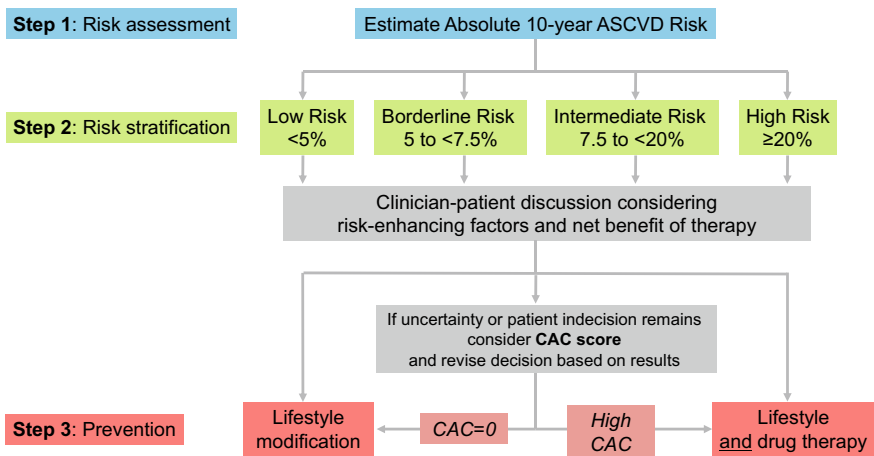 Step 1: Risk assessment
Estimate Absolute 10-year ASCVD Risk
Step 2: Risk stratification
Low Risk
<5%
Borderline Risk
5 to <7.5%
Intermediate Risk
7.5 to <20%
High Risk
≥20%
Clinician-patient discussion considering
risk-enhancing factors and net benefit of therapy
If uncertainty or patient indecision remains
consider CAC score
and revise decision based on results
Step 3: Prevention
Lifestyle
modification
CAC=0
High
CAC
Lifestyle
and drug therapy